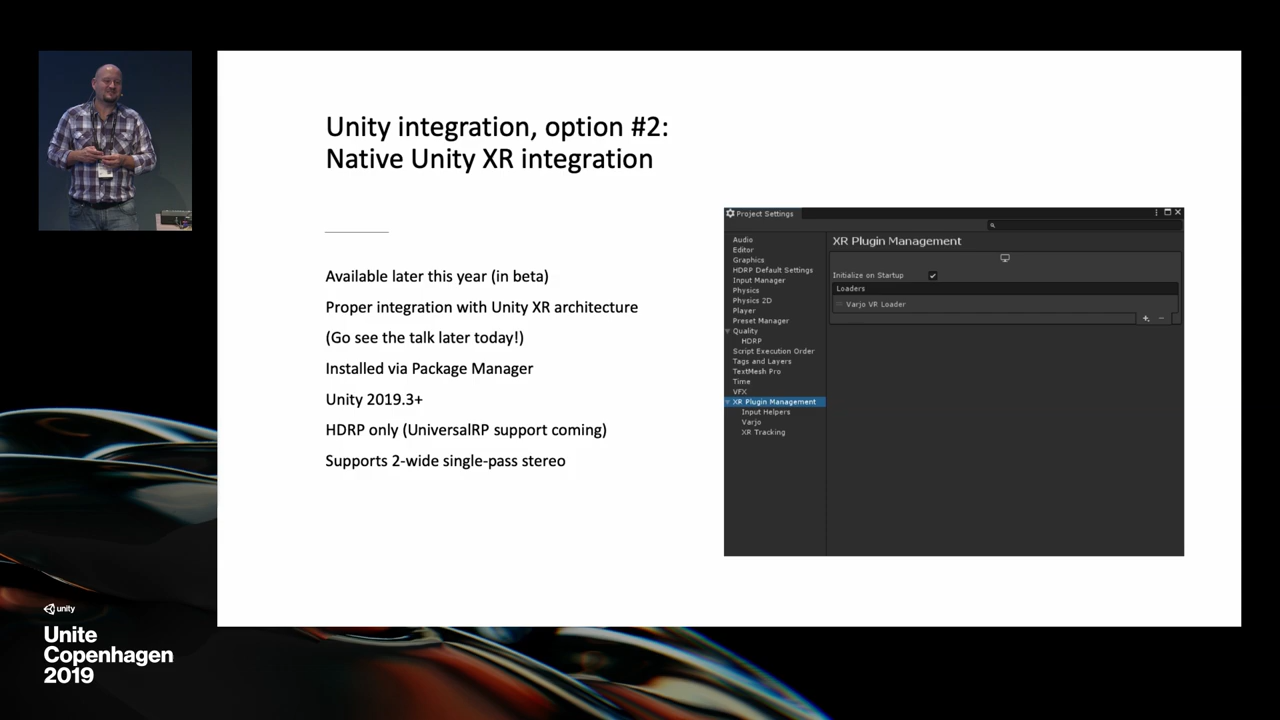 Unity integration, option #2:
Native Unity XR integration
Available later this year (in beta)
Proper integration with Unity XR architecture
(Go see the talk later today!)
Installed via Package Manager
Unity 2019.3+
HDRP only (UniversalRP support coming)
Supports 2-wide single-pass stereo
Project Settings
Audio
Editor
Graphics
HDRP Default Settings
Input Manager
Physics
Physics 2D
Player
Preset Manager
Quality
HDRP
Script Execution Order
Tags and Layers
TextMesh Pro
Time
VFX
XR Plugin Management
Input Helpers
Varjo
XR Tracking
XR Plugin Management
Initialize on Startup
Loaders
Varjo VR Loader
unity
Unite
Copenhagen
2019